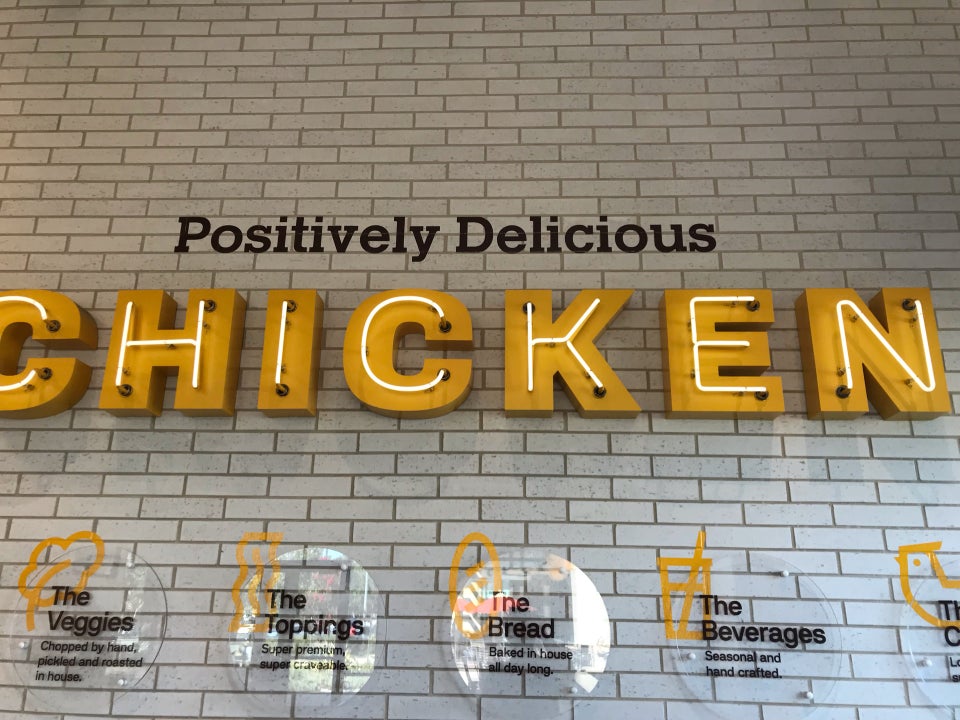 Positively Delicious
CHICKEN
The
Veggies
Chopped by hand,
pickled and roasted
in house.
The
Toppings
Super premium,
super craveable.
The
Bread
Baked in house
all day long.
The
Beverages
Seasonal and
hand crafted.